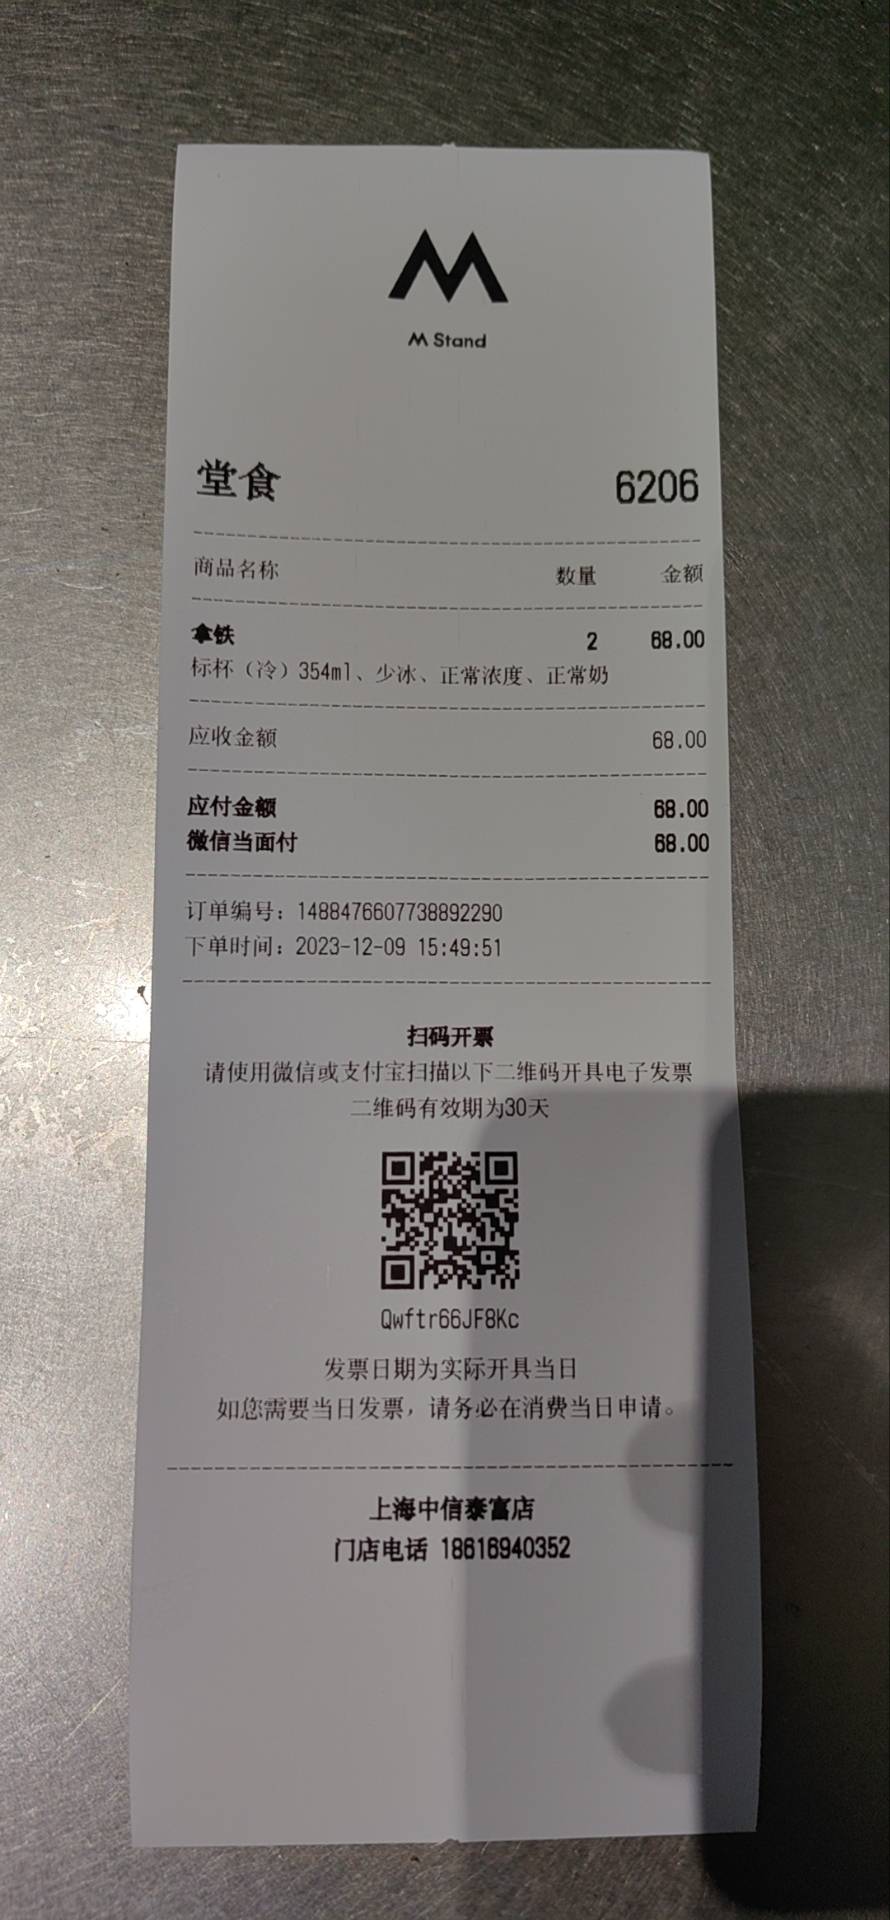 M Stand
堂食 6206
商品名称 数量 金额
拿铁 2 68.00
标杯（冷）354ml、少冰、正常浓度、正常奶
应收金额 68.00
应付金额 68.00
微信当面付 68.00
订单编号：1488476607738892290
下单时间：2023-12-09 15:49:51
扫码开票
请使用微信或支付宝扫描以下二维码开具电子发票
二维码有效期为30天
Qwftr66JF8Kc
发票日期为实际开具当日
如您需要当日发票，请务必在消费当日申请。
上海中信泰富店
门店电话 18616940352